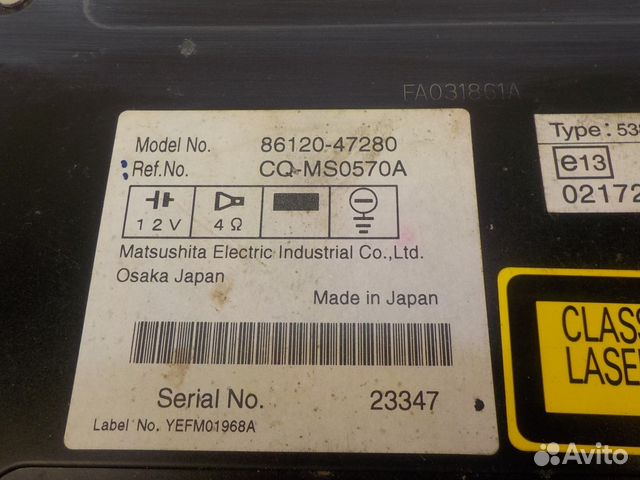 FA031861A
Model No. 86120-47280
Ref.No. CQ-MS0570A
12V 4Ω
Matsushita Electric Industrial Co.,Ltd.
Osaka Japan
Made in Japan
Serial No. 23347
Label No. YEFM01968A
Type: 53
e13
02172
CLASS
LASE
Avito